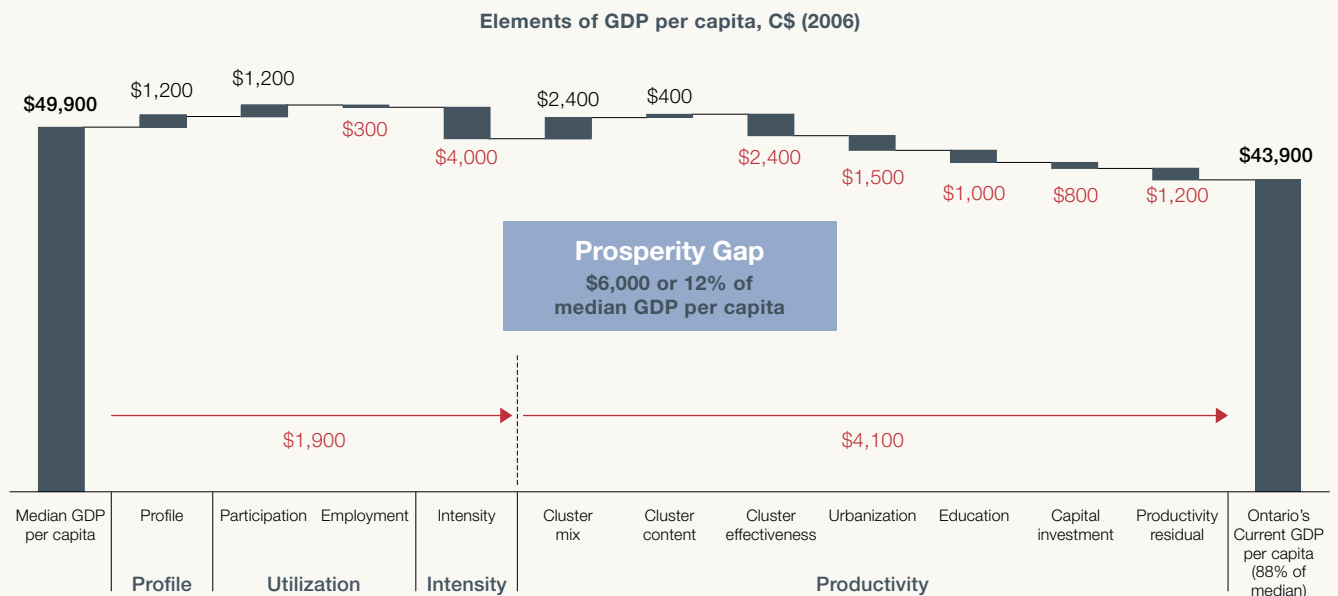 Elements of GDP per capita, C$ (2006)
$49,900
$1,200
$1,200
$300
$4,000
$2,400
$400
$2,400
$1,500
$1,000
$800
$1,200
$43,900
Prosperity Gap
$6,000 or 12% of
median GDP per capita
$1,900
$4,100
Median GDP
per capita
Profile
Participation
Employment
Intensity
Cluster
mix
Cluster
content
Cluster
effectiveness
Urbanization
Education
Capital
investment
Productivity
residual
Ontario's
Current GDP
per capita
(88% of
median)
Profile
Utilization
Intensity
Productivity